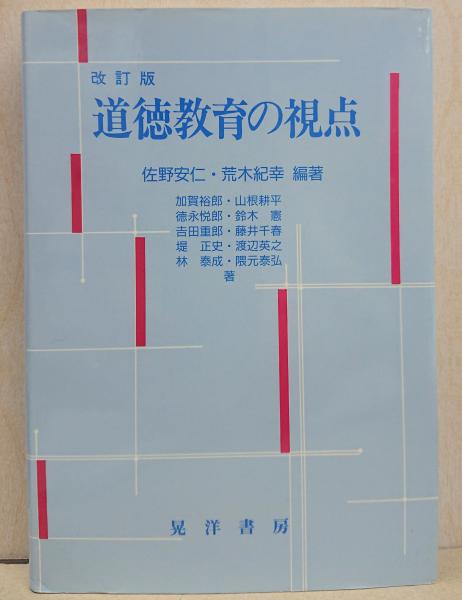 改訂版
道徳教育の視点
佐野安仁・荒木紀幸 編著
加賀裕郎・山根耕平
徳永悦郎・鈴木 憲
吉田重郎・藤井千春
堤 正史・渡辺英之
林 泰成・隈元泰弘
著
晃洋書房